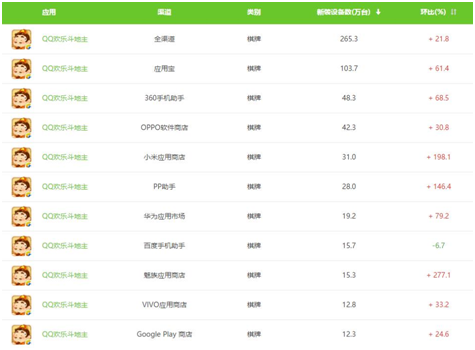 应用 渠道 类别 新装设备数(万台) 环比(%)
QQ欢乐斗地主 全渠道 棋牌 265.3 + 21.8
QQ欢乐斗地主 应用宝 棋牌 103.7 + 61.4
QQ欢乐斗地主 360手机助手 棋牌 48.3 + 68.5
QQ欢乐斗地主 OPPO软件商店 棋牌 42.3 + 30.8
QQ欢乐斗地主 小米应用商店 棋牌 31.0 + 198.1
QQ欢乐斗地主 PP助手 棋牌 28.0 + 146.4
QQ欢乐斗地主 华为应用市场 棋牌 19.2 + 79.2
QQ欢乐斗地主 百度手机助手 棋牌 15.7 -6.7
QQ欢乐斗地主 魅族应用商店 棋牌 15.3 + 277.1
QQ欢乐斗地主 VIVO应用商店 棋牌 12.8 + 33.2
QQ欢乐斗地主 Google Play 商店 棋牌 12.3 + 24.6